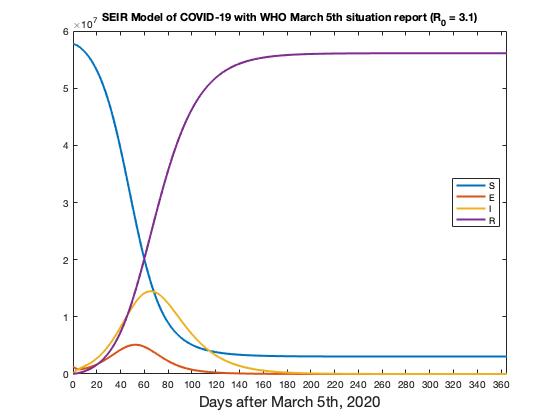 SEIR Model of COVID-19 with WHO March 5th situation report (R0 = 3.1)
×10^7
6
5
4
3
2
1
0
S
E
I
R
0 20 40 60 80 100 120 140 160 180 200 220 240 260 280 300 320 340 360
Days after March 5th, 2020